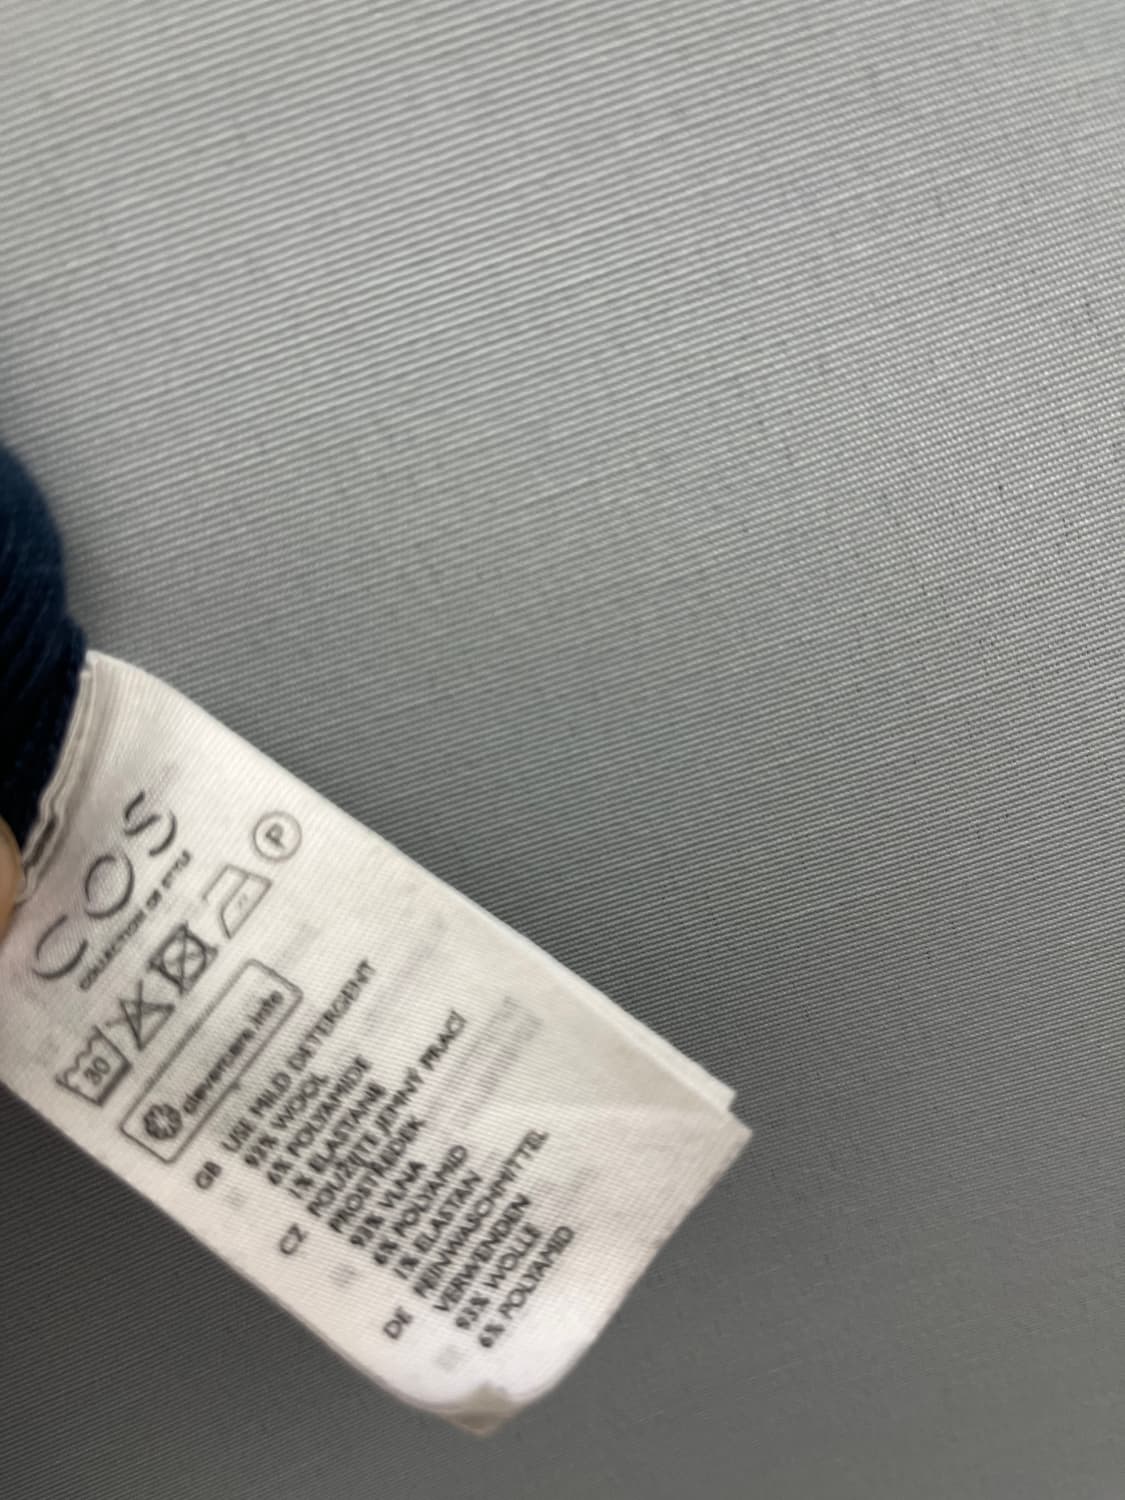 COS
COLLECTION OF STYLE
30
P
clevercare.info
GB USE MILD DETERGENT
93% WOOL
6% POLYAMIDE
1% ELASTANE
CZ POUŽIJTE JEMNÝ PRACÍ
PROSTŘEDEK
93% VLNA
6% POLYAMID
1% ELASTAN
DE FEINWASCHMITTEL
VERWENDEN
93% WOLLE
6% POLYAMID